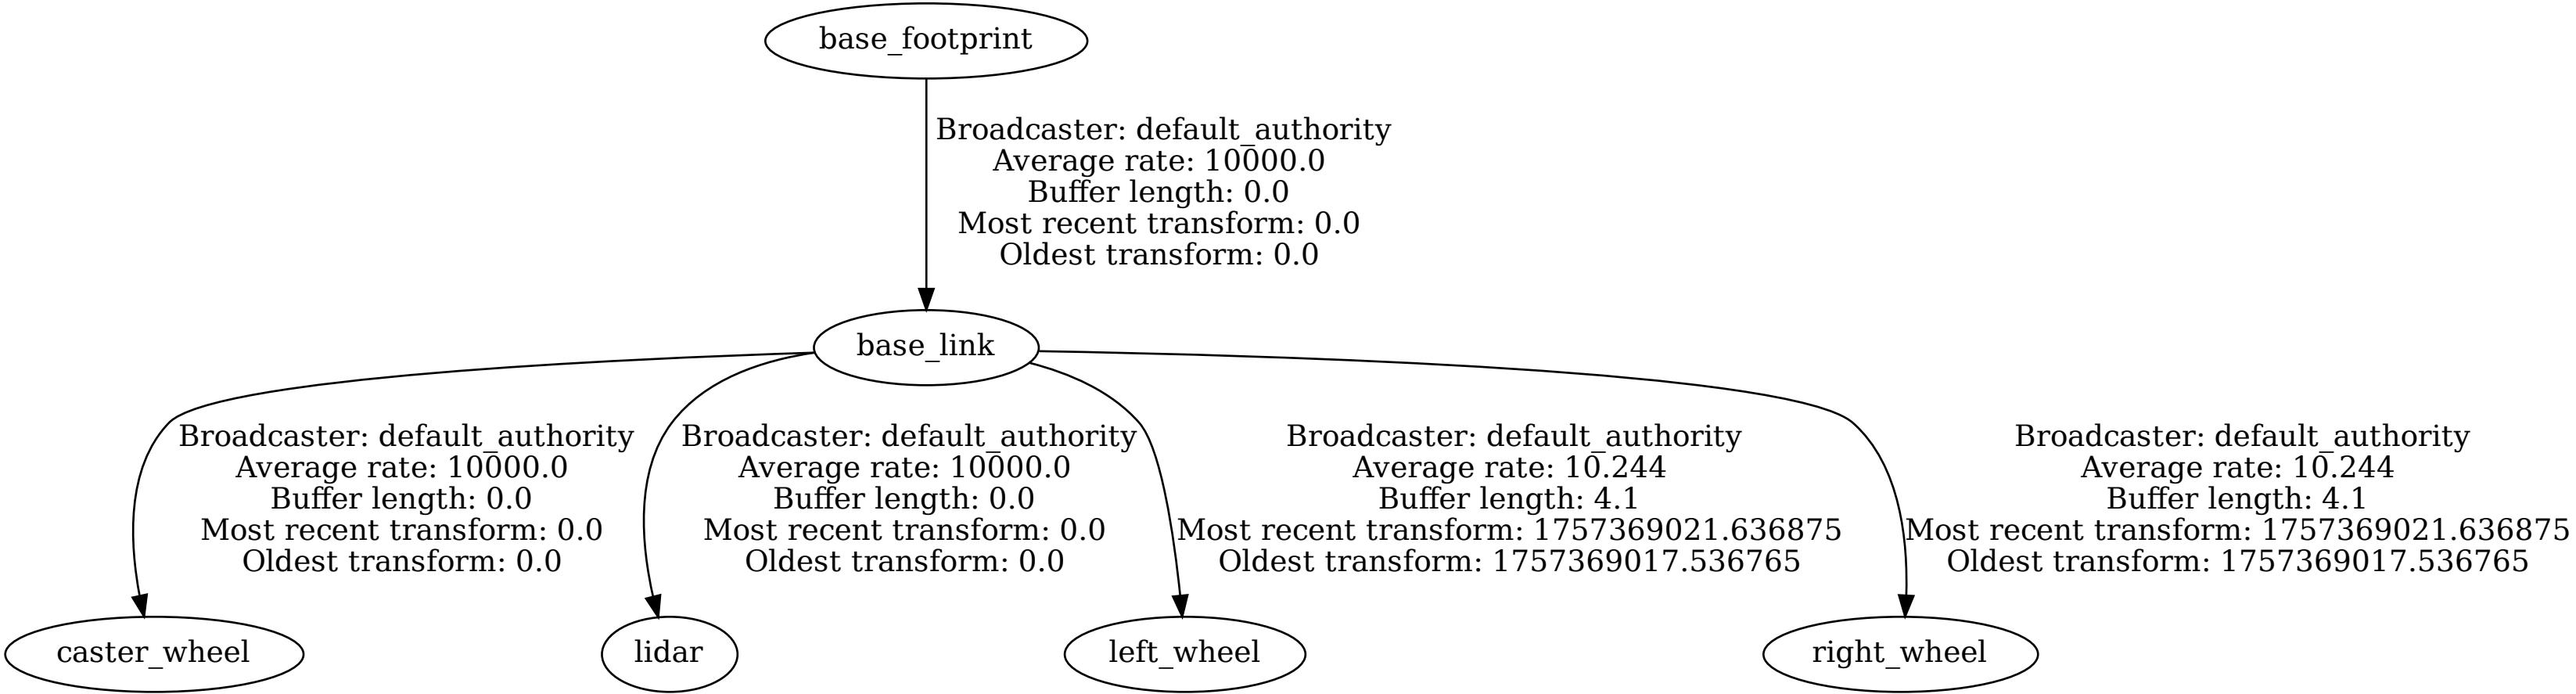 base_footprint
Broadcaster: default_authority
Average rate: 10000.0
Buffer length: 0.0
Most recent transform: 0.0
Oldest transform: 0.0
base_link
Broadcaster: default_authority
Average rate: 10000.0
Buffer length: 0.0
Most recent transform: 0.0
Oldest transform: 0.0
Broadcaster: default_authority
Average rate: 10000.0
Buffer length: 0.0
Most recent transform: 0.0
Oldest transform: 0.0
Broadcaster: default_authority
Average rate: 10.244
Buffer length: 4.1
Most recent transform: 1757369021.636875
Oldest transform: 1757369017.536765
Broadcaster: default_authority
Average rate: 10.244
Buffer length: 4.1
Most recent transform: 1757369021.636875
Oldest transform: 1757369017.536765
caster_wheel
lidar
left_wheel
right_wheel